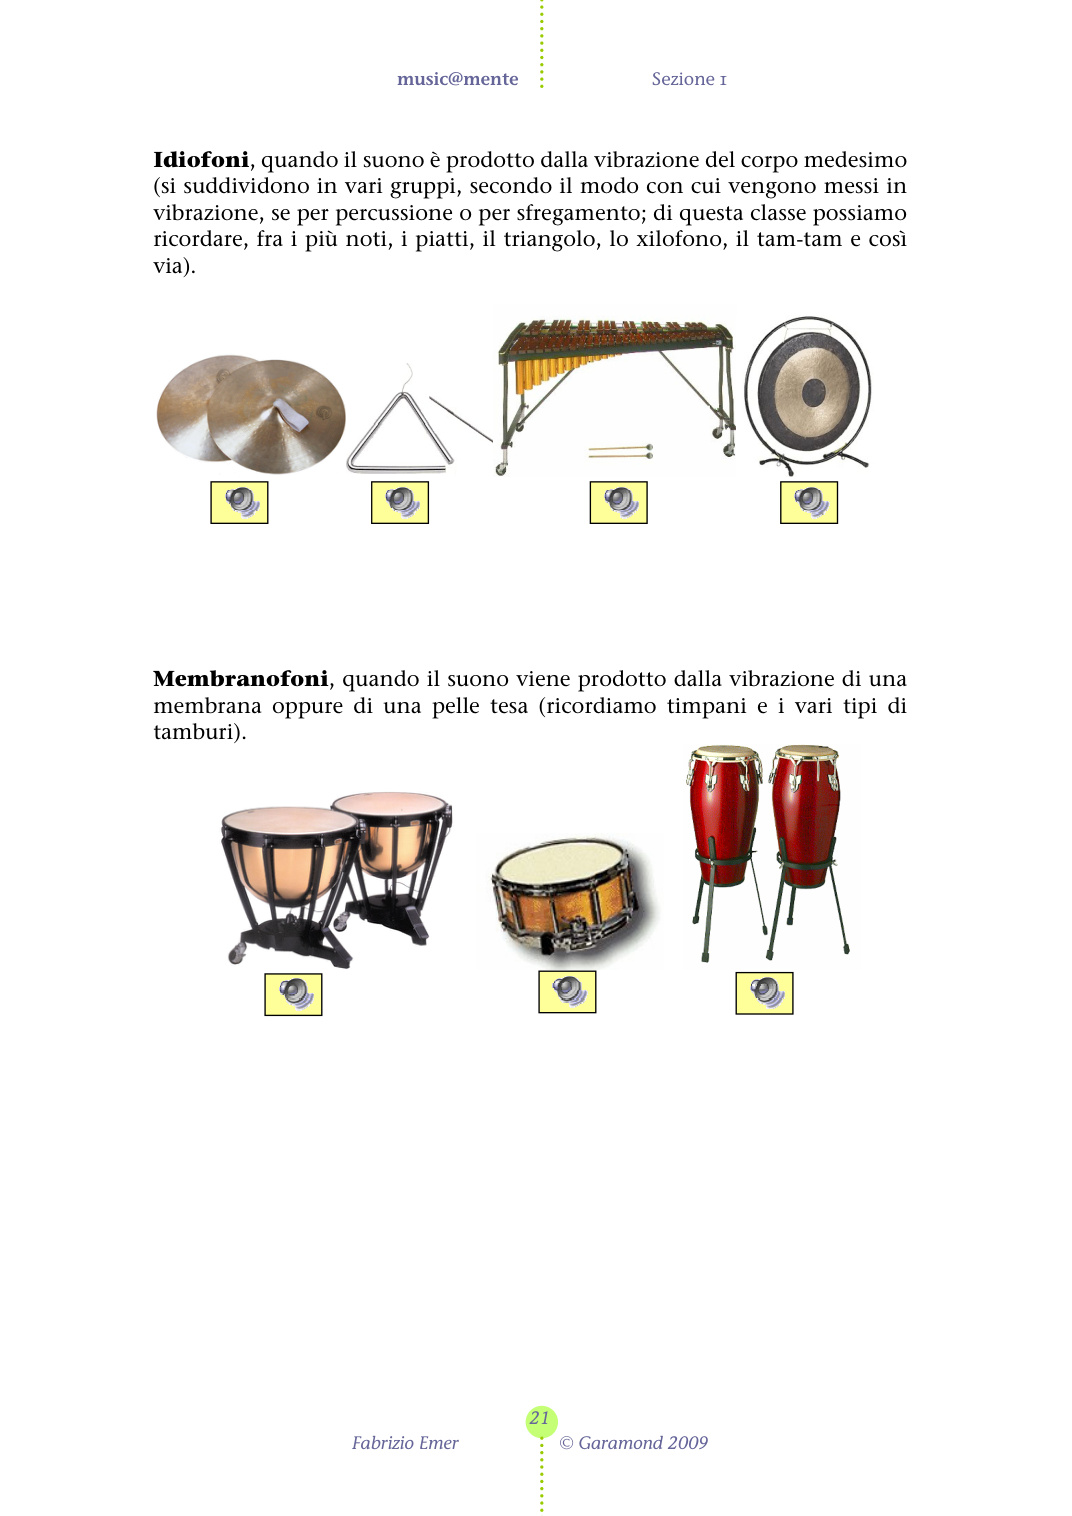 music@mente
Sezione 1
Idiofoni, quando il suono è prodotto dalla vibrazione del corpo medesimo
(si suddividono in vari gruppi, secondo il modo con cui vengono messi in
vibrazione, se per percussione o per sfregamento; di questa classe possiamo
ricordare, fra i più noti, i piatti, il triangolo, lo xilofono, il tam-tam e così
via).
Membranofoni, quando il suono viene prodotto dalla vibrazione di una
membrana oppure di una pelle tesa (ricordiamo timpani e i vari tipi di
tamburi).
21
Fabrizio Emer
© Garamond 2009